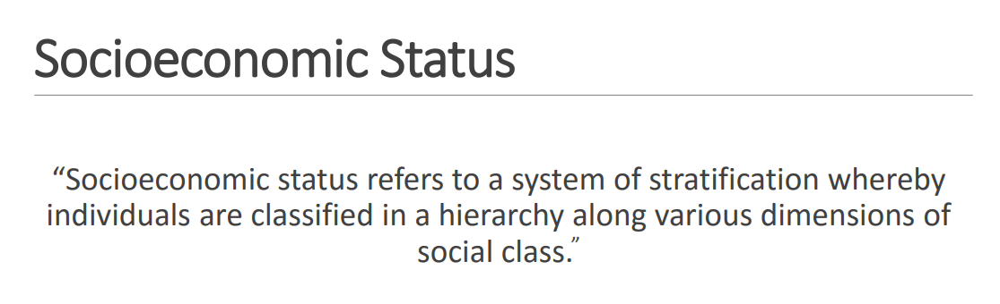 Socioeconomic Status
“Socioeconomic status refers to a system of stratification whereby
individuals are classified in a hierarchy along various dimensions of
social class.”